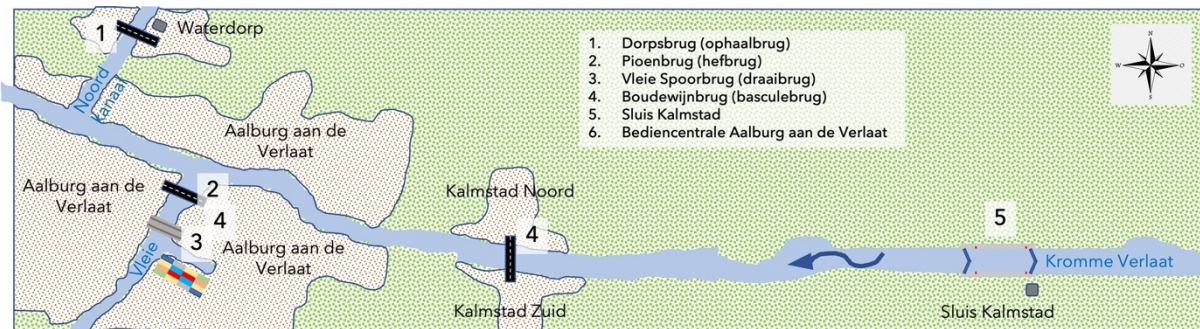 1
Waterdorp
Noord
Kanaal
1. Dorpsbrug (ophaalbrug)
2. Pioenbrug (hefbrug)
3. Vleie Spoorbrug (draaibrug)
4. Boudewijnbrug (basculebrug)
5. Sluis Kalmstad
6. Bediencentrale Aalburg aan de Verlaat
N
W
O
S
Aalburg aan de
Verlaat
Aalburg aan de
Verlaat
2
4
3
Vleie
Aalburg aan de
Verlaat
Kalmstad Noord
4
Kalmstad Zuid
5
Kromme Verlaat
Sluis Kalmstad